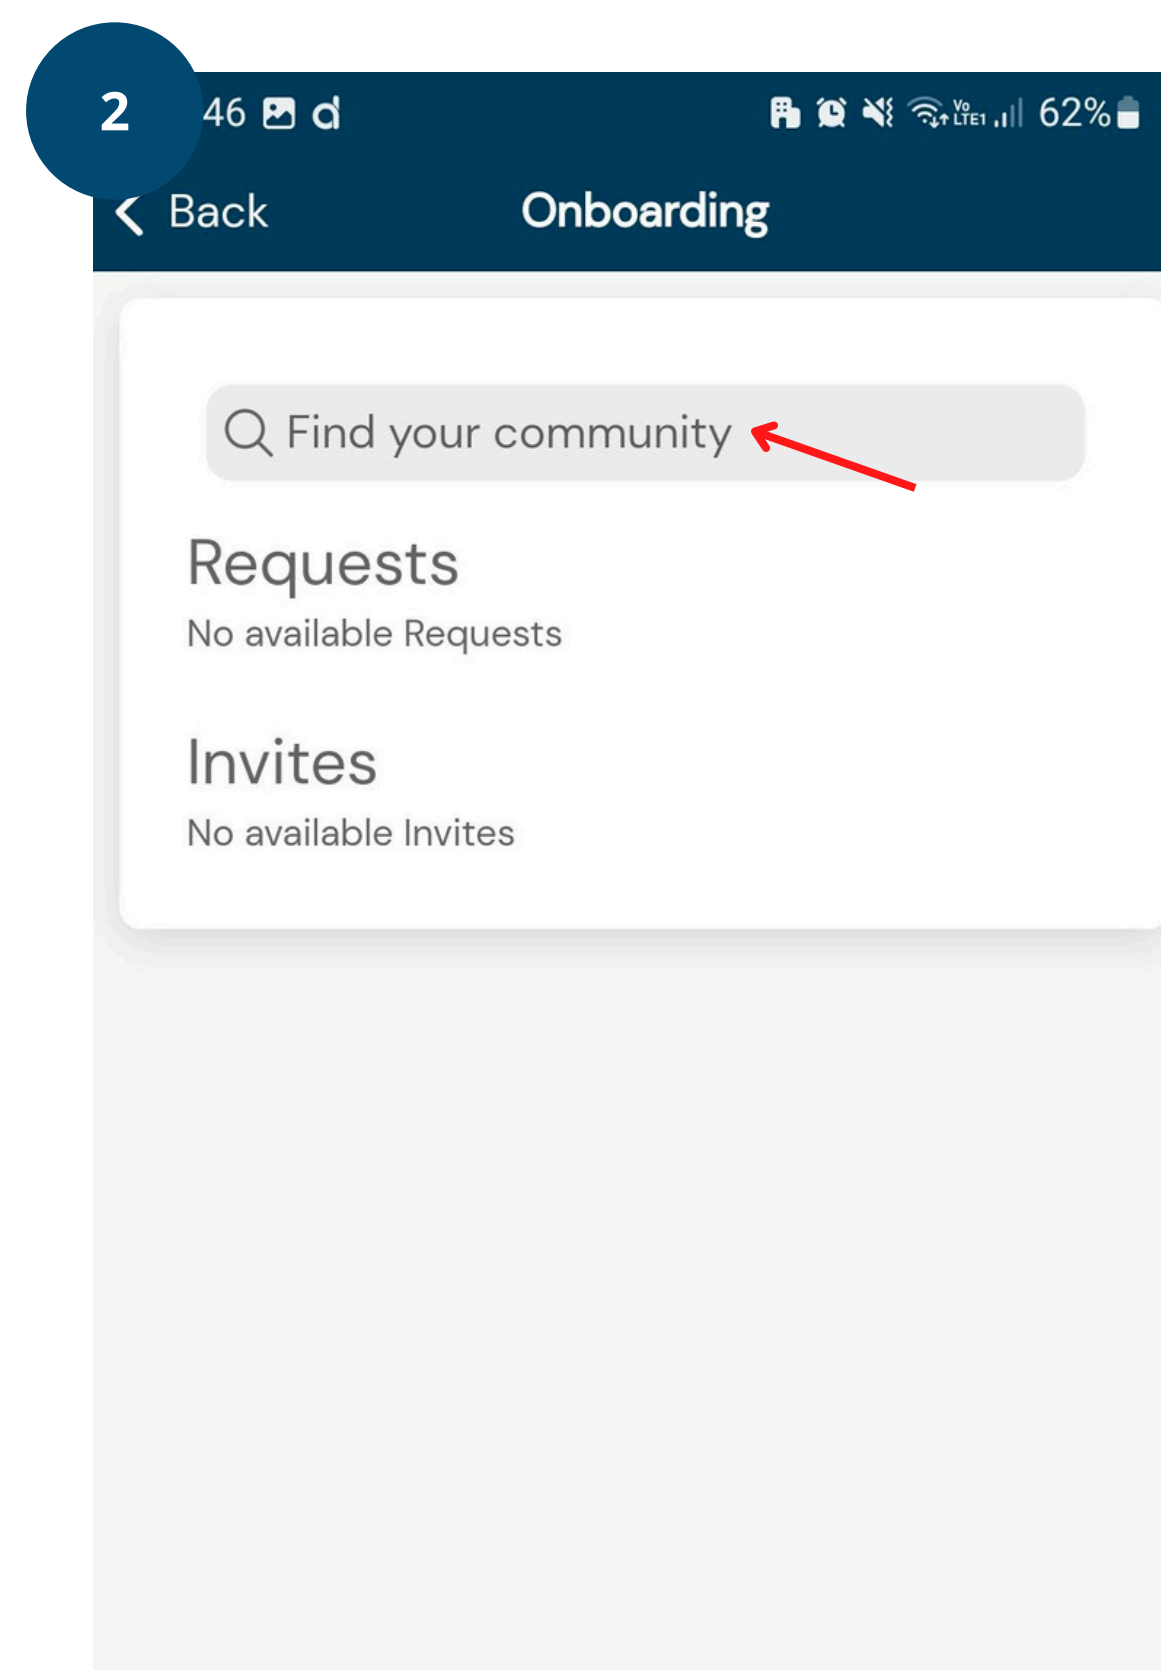 2
46
62%
Back
Onboarding
Find your community
Requests
No available Requests
Invites
No available Invites